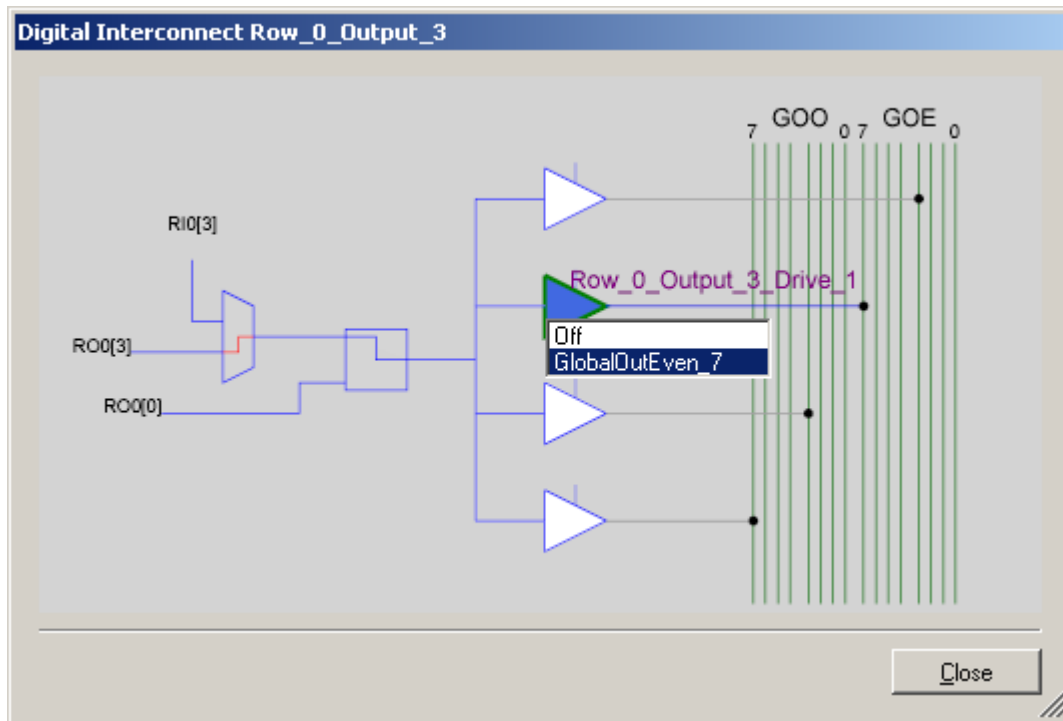 Digital Interconnect Row_0_Output_3
7 GOO 0 7 GOE 0
RI0[3]
Row_0_Output_3_Drive_1
Off
RO0[3]
GlobalOutEven_7
RO0[0]
Close